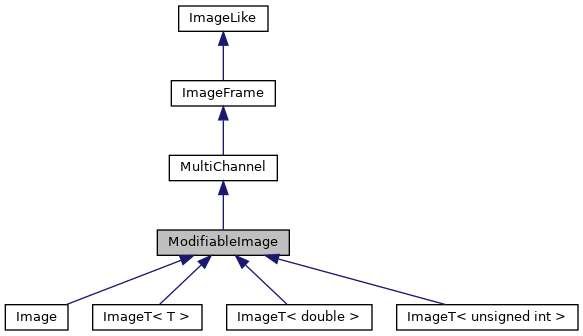 ImageLike
ImageFrame
MultiChannel
ModifiableImage
Image
ImageT< T >
ImageT< double >
ImageT< unsigned int >